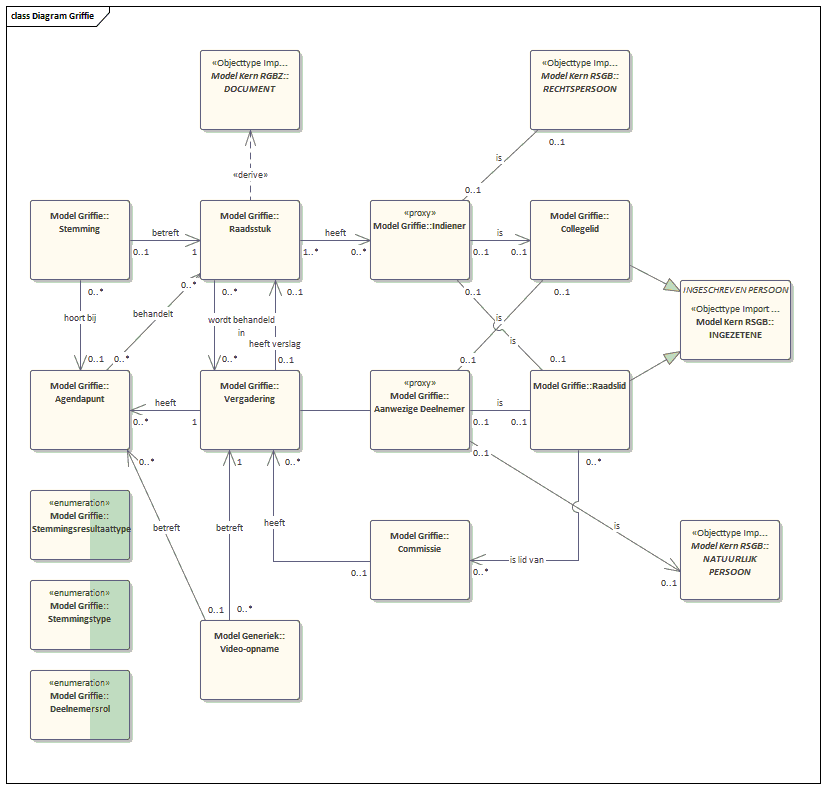 class Diagram Griffie
«Objecttype Imp...
Model Kern RGBZ::
DOCUMENT
«Objecttype Imp...
Model Kern RSGB::
RECHTSPERSOON
0..1
is
«derive»
0..1
Model Griffie::
Stemming
betreft
0..1
1
Model Griffie::
Raadsstuk
heeft
1..*
0..*
«proxy»
Model Griffie::Indiener
is
0..1
0..1
Model Griffie::
Collegelid
INGESCHREVEN PERSOON
«Objecttype Import ...
Model Kern RSGB::
INGEZETENE
0..*
hoort bij
0..1
0..*
behandelt
0..*
0..*
wordt behandeld
in
0..*
0..1
heeft verslag
0..1
0..1
is
0..1
0..1
is
0..1
Model Griffie::
Agendapunt
heeft
0..*
1
Model Griffie::
Vergadering
«proxy»
Model Griffie::
Aanwezige Deelnemer
is
0..1
0..1
Model Griffie::Raadslid
0..*
betreft
0..1
1
betreft
0..*
0..*
heeft
0..1
0..1
is
0..1
0..*
is lid van
0..*
«enumeration»
Model Griffie::
Stemmingsresultaattype
Model Griffie::
Commissie
«Objecttype Imp...
Model Kern RSGB::
NATUURLIJK
PERSOON
«enumeration»
Model Griffie::
Stemmingstype
Model Generiek::
Video-opname
«enumeration»
Model Griffie::
Deelnemersrol